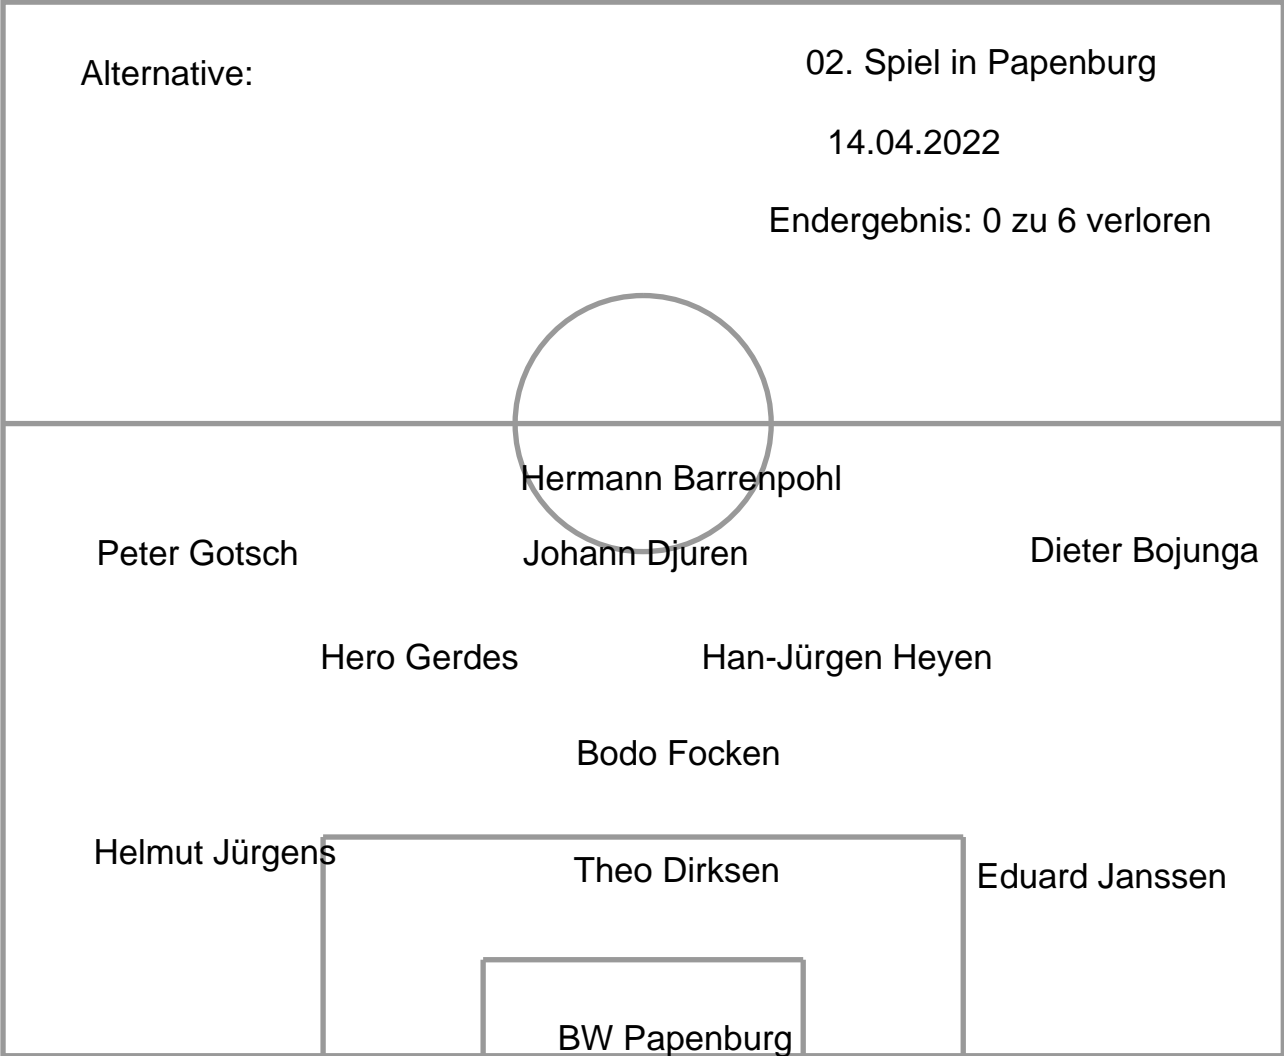 Alternative:
02. Spiel in Papenburg
14.04.2022
Endergebnis: 0 zu 6 verloren
Hermann Barrenpohl
Peter Gotsch
Johann Djuren
Dieter Bojunga
Hero Gerdes
Han-Jürgen Heyen
Bodo Focken
Helmut Jürgens
Theo Dirksen
Eduard Janssen
BW Papenburg